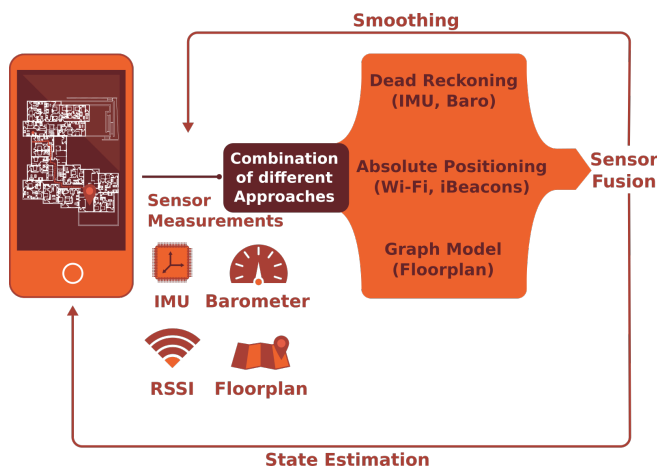 Smoothing
Dead Reckoning
(IMU, Baro)
Combination
of different
Approaches
Absolute Positioning
(Wi-Fi, iBeacons)
Sensor
Fusion
Sensor
Measurements
Graph Model
(Floorplan)
IMU
Barometer
RSSI
Floorplan
State Estimation